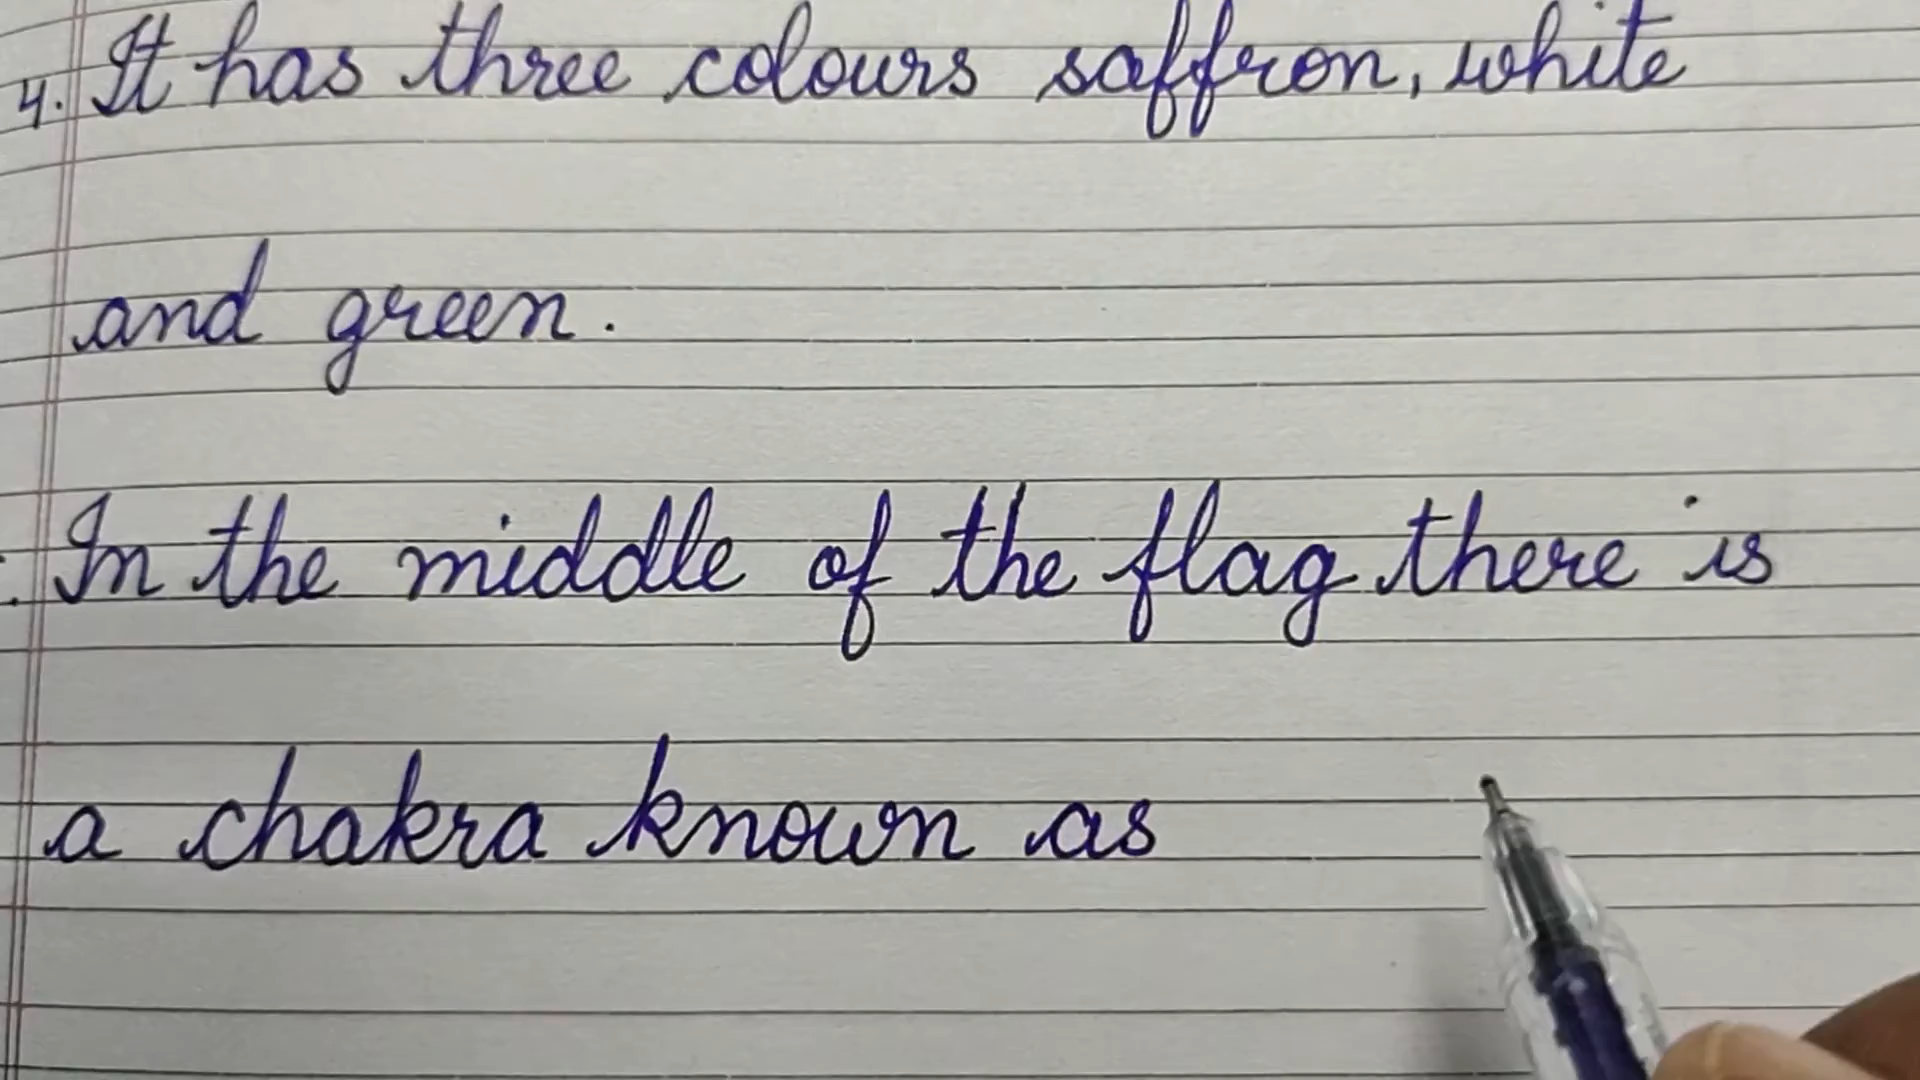 4. It has three colours saffron, white
and green.
In the middle of the flag there is
a chakra known as